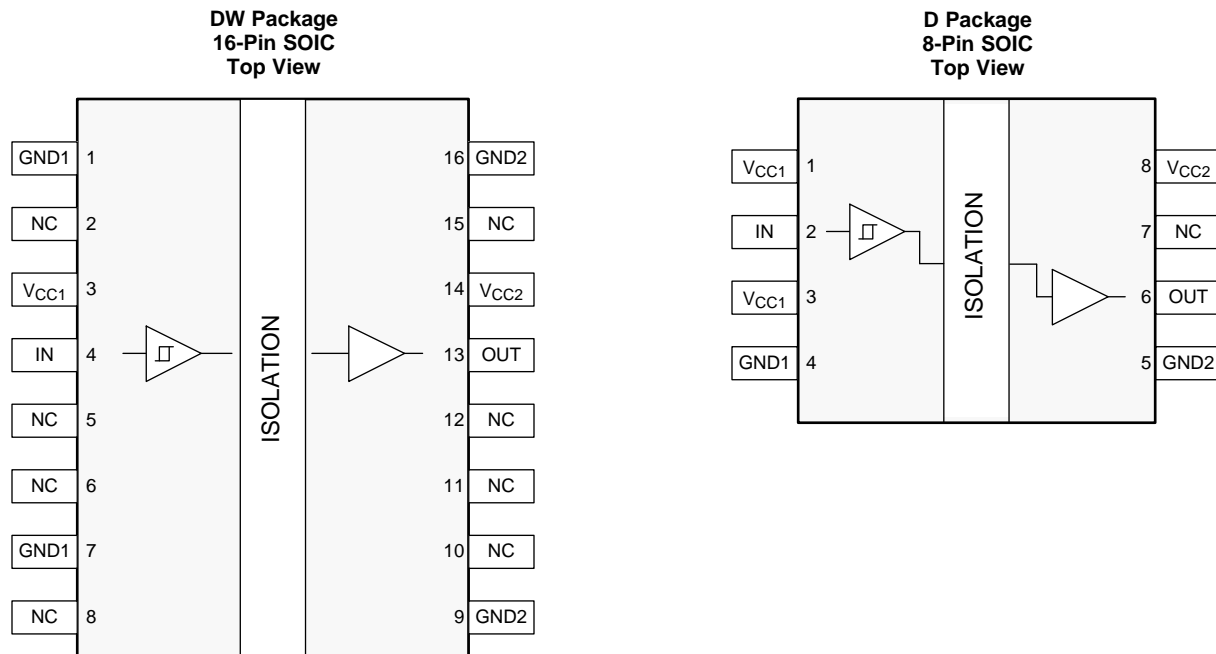 DW Package
16-Pin SOIC
Top View
GND1 1
NC 2
VCC1 3
IN 4
NC 5
NC 6
GND1 7
NC 8
ISOLATION
16 GND2
15 NC
14 VCC2
13 OUT
12 NC
11 NC
10 NC
9 GND2
D Package
8-Pin SOIC
Top View
VCC1 1
IN 2
VCC1 3
GND1 4
ISOLATION
8 VCC2
7 NC
6 OUT
5 GND2